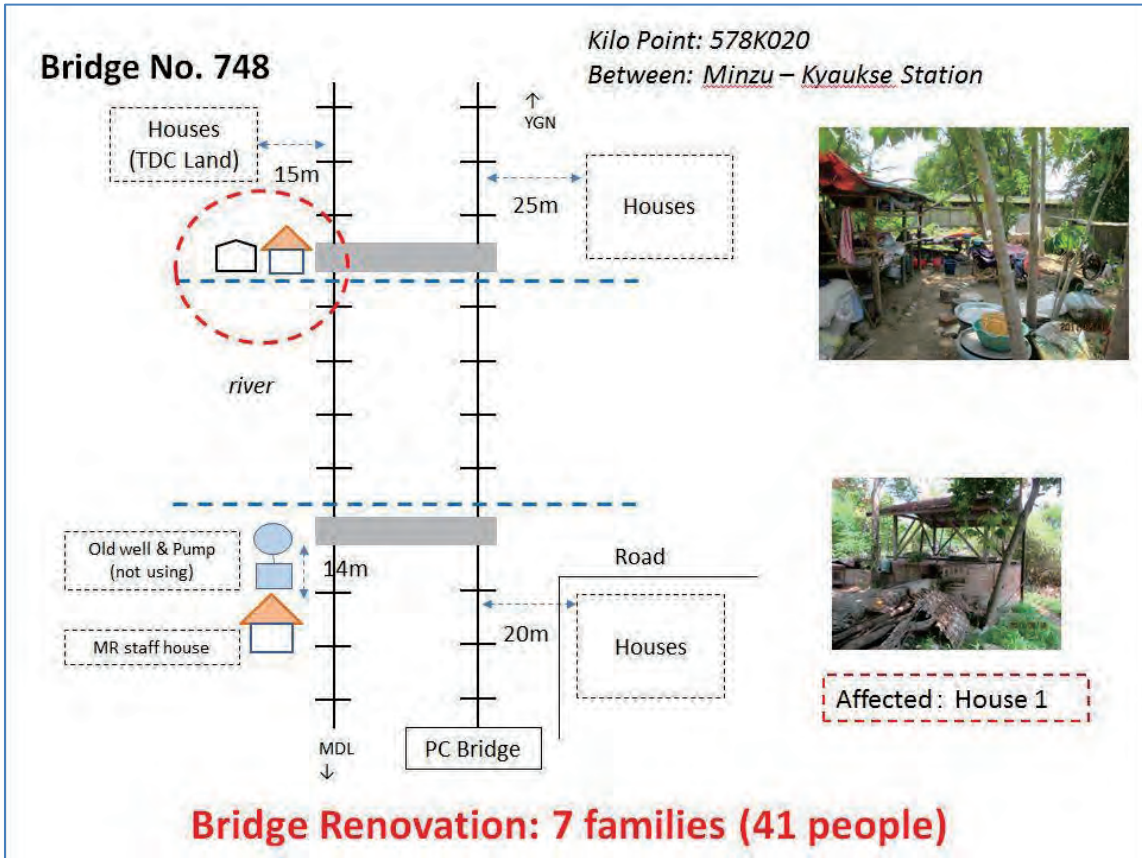 Bridge No. 748
Kilo Point: 578K020
Between: Minzu – Kyaukse Station
↑
YGN
Houses
(TDC Land)
15m
25m
Houses
river
Old well & Pump
(not using)
14m
MR staff house
Road
20m
Houses
MDL
↓
PC Bridge
Affected: House 1
Bridge Renovation: 7 families (41 people)